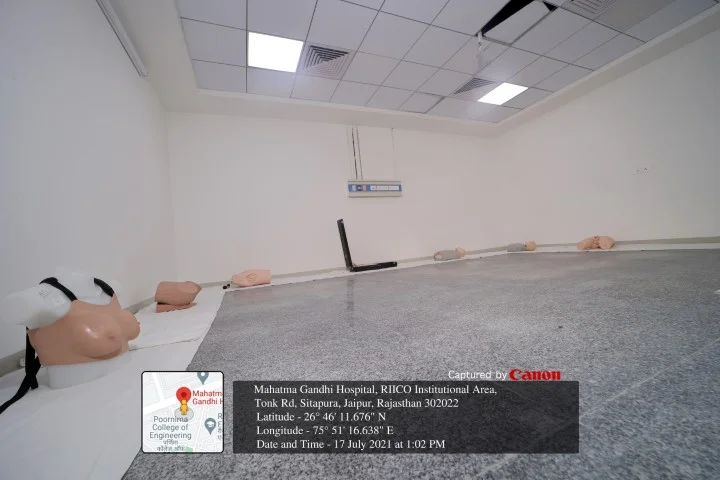 Captured by Canon
Mahatma Gandhi Hospital, RIICO Institutional Area,
Tonk Rd, Sitapura, Jaipur, Rajasthan 302022
Latitude - 26° 46' 11.676" N
Longitude - 75° 51' 16.638" E
Date and Time - 17 July 2021 at 1:02 PM
Mahatm
Gandhi H
Poornima
College of
Engineering